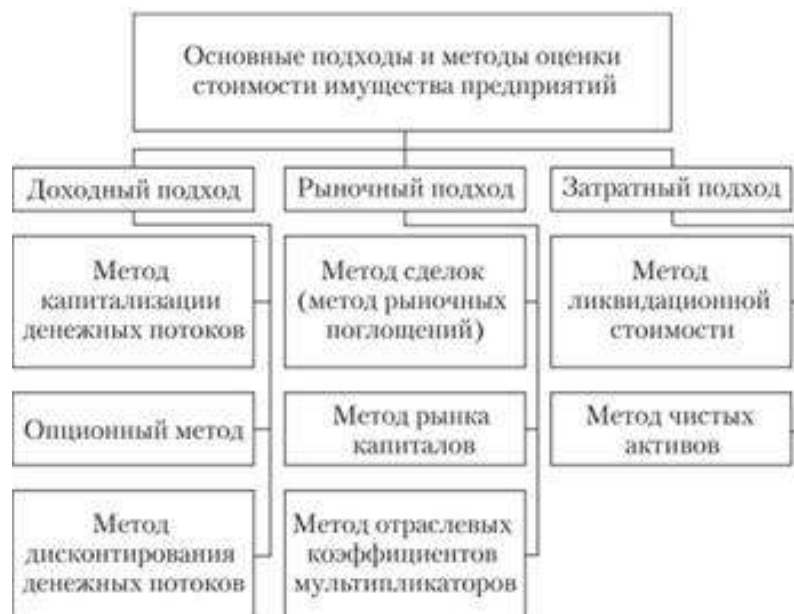 Основные подходы и методы оценки
стоимости имущества предприятий
Доходный подход
Рыночный подход
Затратный подход
Метод
капитализации
денежных потоков
Метод сделок
(метод рыночных
поглощений)
Метод
ликвидационной
стоимости
Опционный метод
Метод рынка
капиталов
Метод чистых
активов
Метод
дисконтирования
денежных потоков
Метод отраслевых
коэффициентов
мультипликаторов